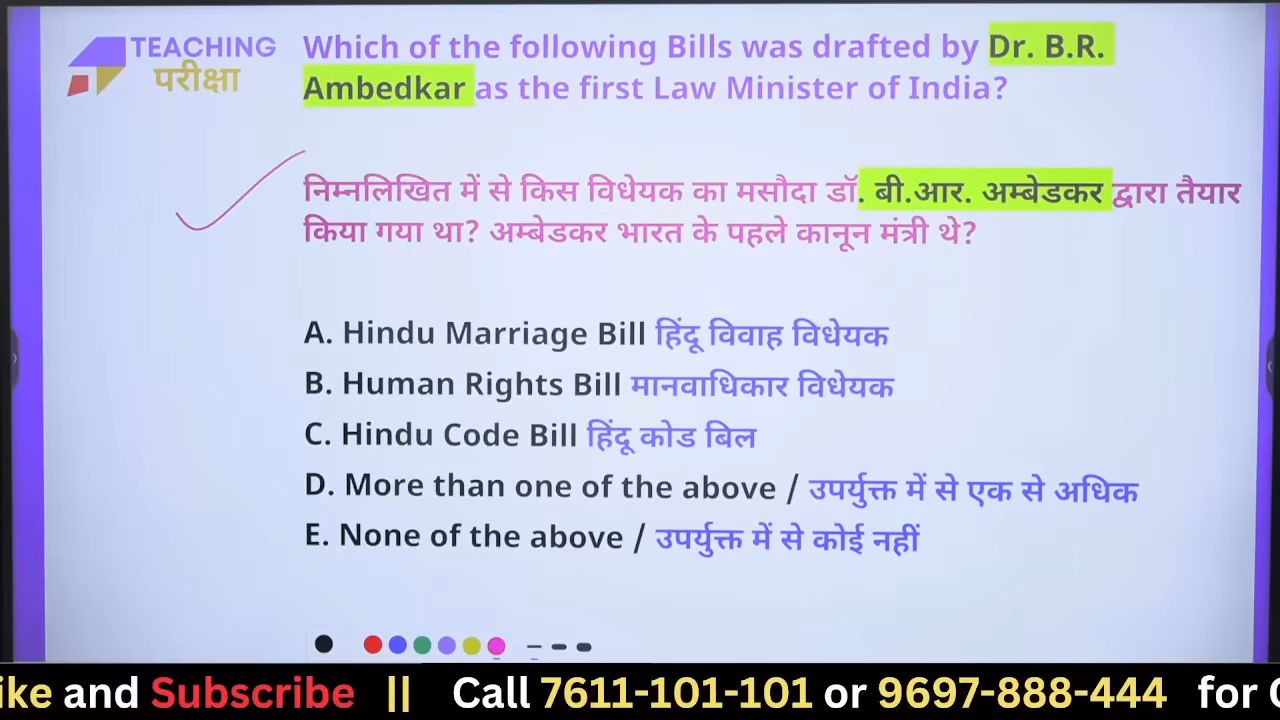 TEACHING
परीक्षा
Which of the following Bills was drafted by Dr. B.R.
Ambedkar as the first Law Minister of India?
निम्नलिखित में से किस विधेयक का मसौदा डॉ. बी.आर. अम्बेडकर द्वारा तैयार
किया गया था? अम्बेडकर भारत के पहले कानून मंत्री थे?
A. Hindu Marriage Bill हिंदू विवाह विधेयक
B. Human Rights Bill मानवाधिकार विधेयक
C. Hindu Code Bill हिंदू कोड बिल
D. More than one of the above / उपर्युक्त में से एक से अधिक
E. None of the above / उपर्युक्त में से कोई नहीं
ike and Subscribe || Call 7611-101-101 or 9697-888-444 for